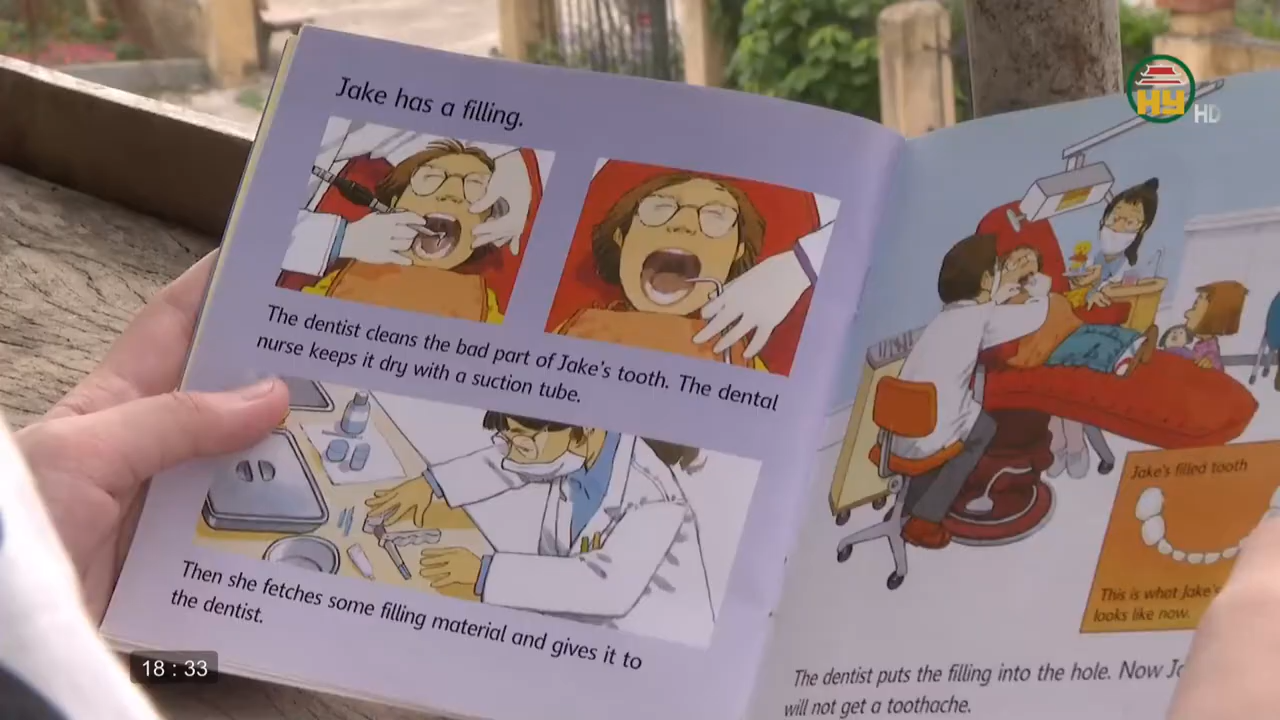 Jake has a filling.
The dentist cleans the bad part of Jake's tooth. The dental
nurse keeps it dry with a suction tube.
Then she fetches some filling material and gives it to
the dentist.
Jake's filled tooth
This is what Jake's
looks like now.
The dentist puts the filling into the hole. Now
will not get a toothache.
HY HD
18 : 33